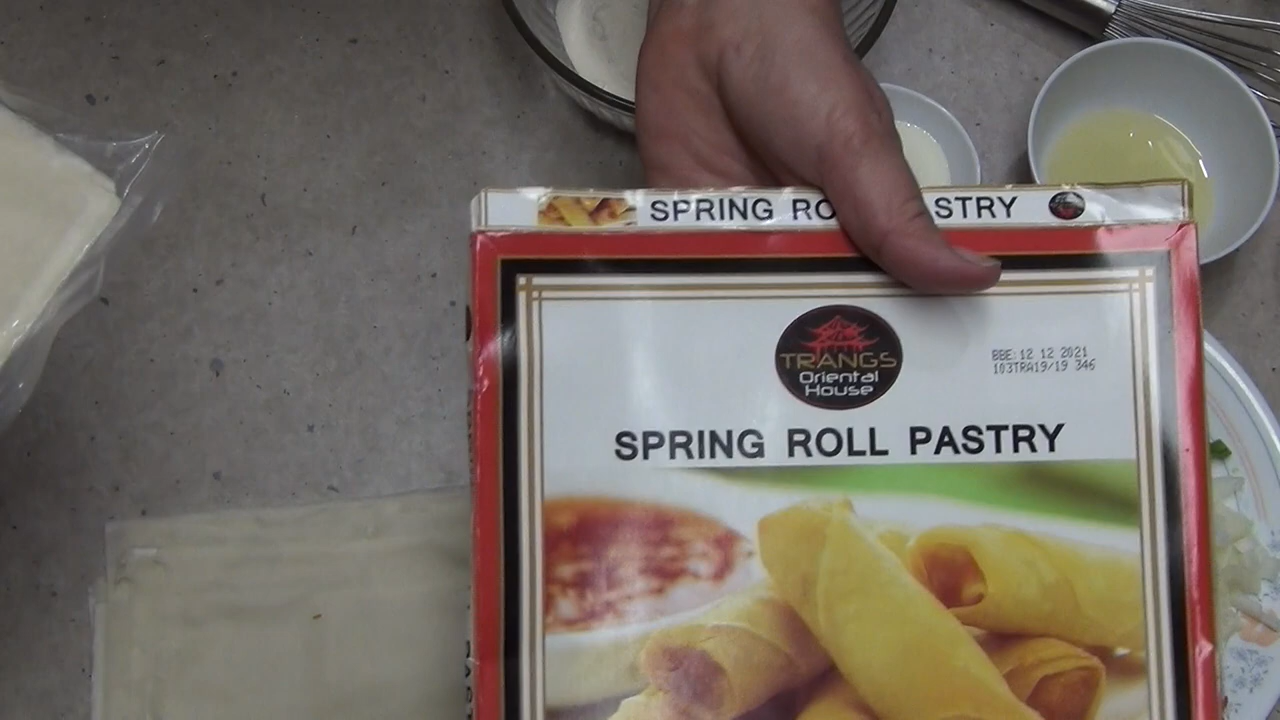 SPRING RO STRY
TRANGS
Oriental
House
BBE:12 12 2021
103TRA19/19 346
SPRING ROLL PASTRY